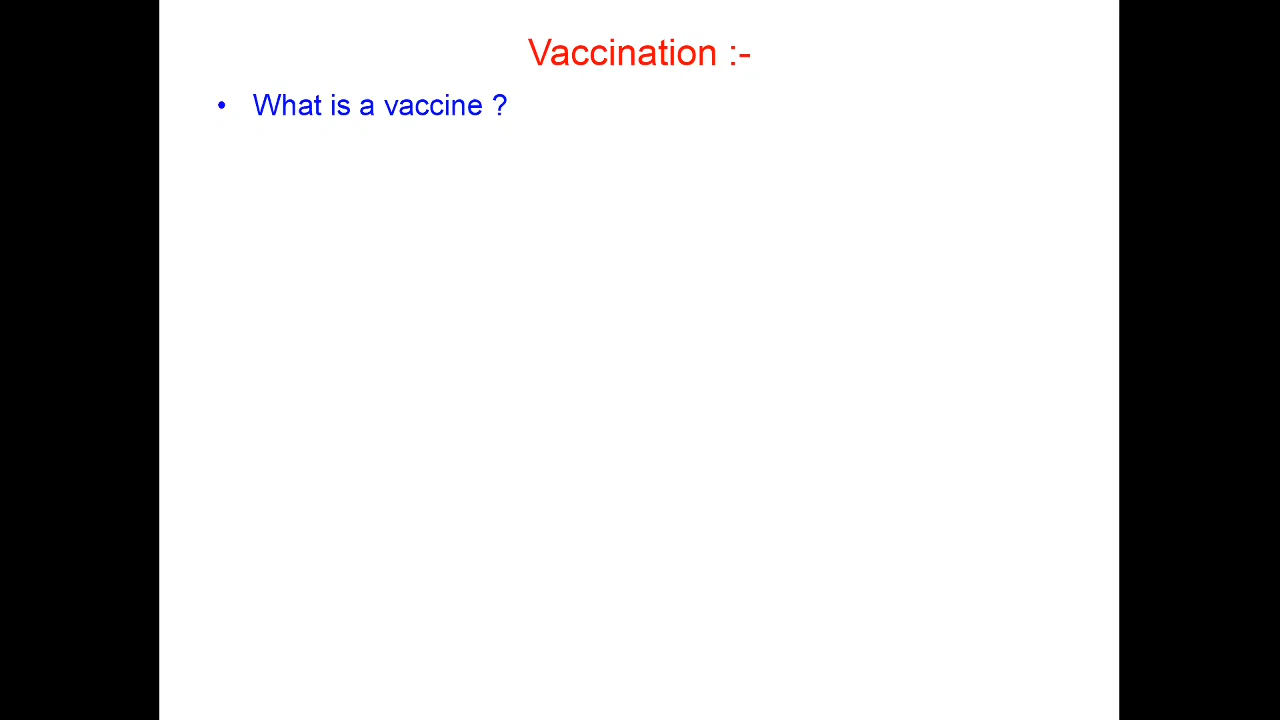 Vaccination :-
• What is a vaccine ?